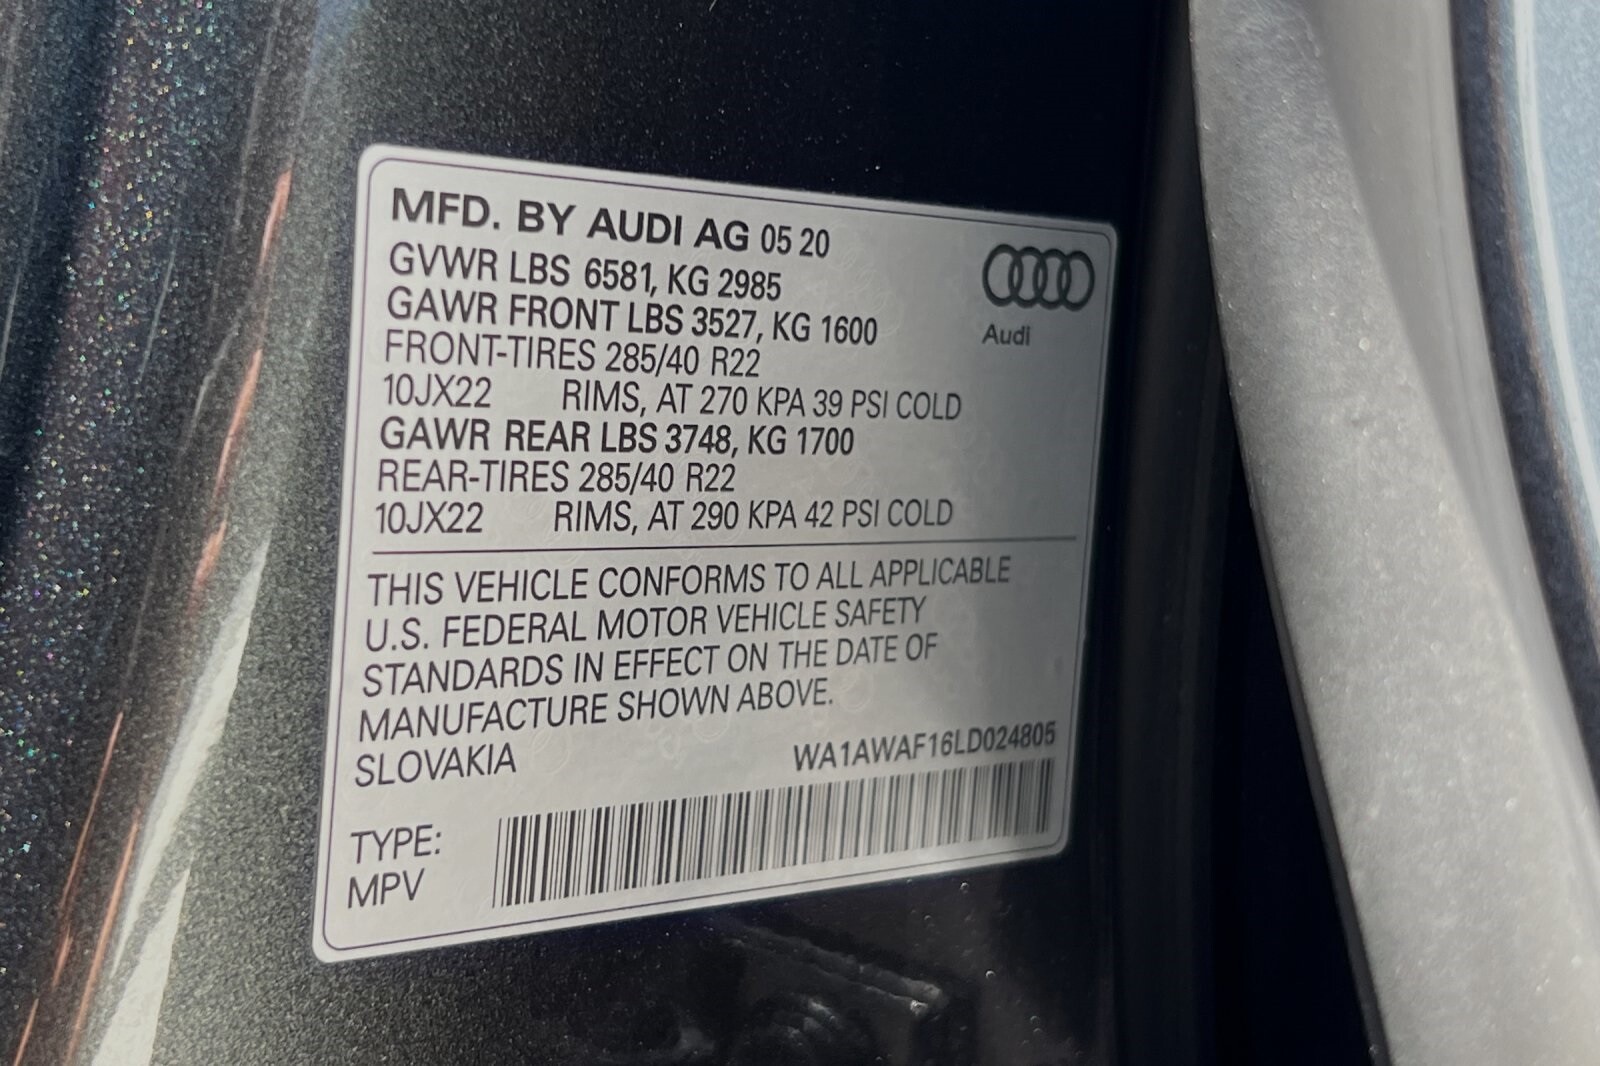 MFD. BY AUDI AG 05 20
GVWR LBS 6581, KG 2985
GAWR FRONT LBS 3527, KG 1600
FRONT-TIRES 285/40 R22
10JX22 RIMS, AT 270 KPA 39 PSI COLD
GAWR REAR LBS 3748, KG 1700
REAR-TIRES 285/40 R22
10JX22 RIMS, AT 290 KPA 42 PSI COLD
Audi
THIS VEHICLE CONFORMS TO ALL APPLICABLE
U.S. FEDERAL MOTOR VEHICLE SAFETY
STANDARDS IN EFFECT ON THE DATE OF
MANUFACTURE SHOWN ABOVE.
SLOVAKIA WA1AWAF16LD024805
TYPE:
MPV